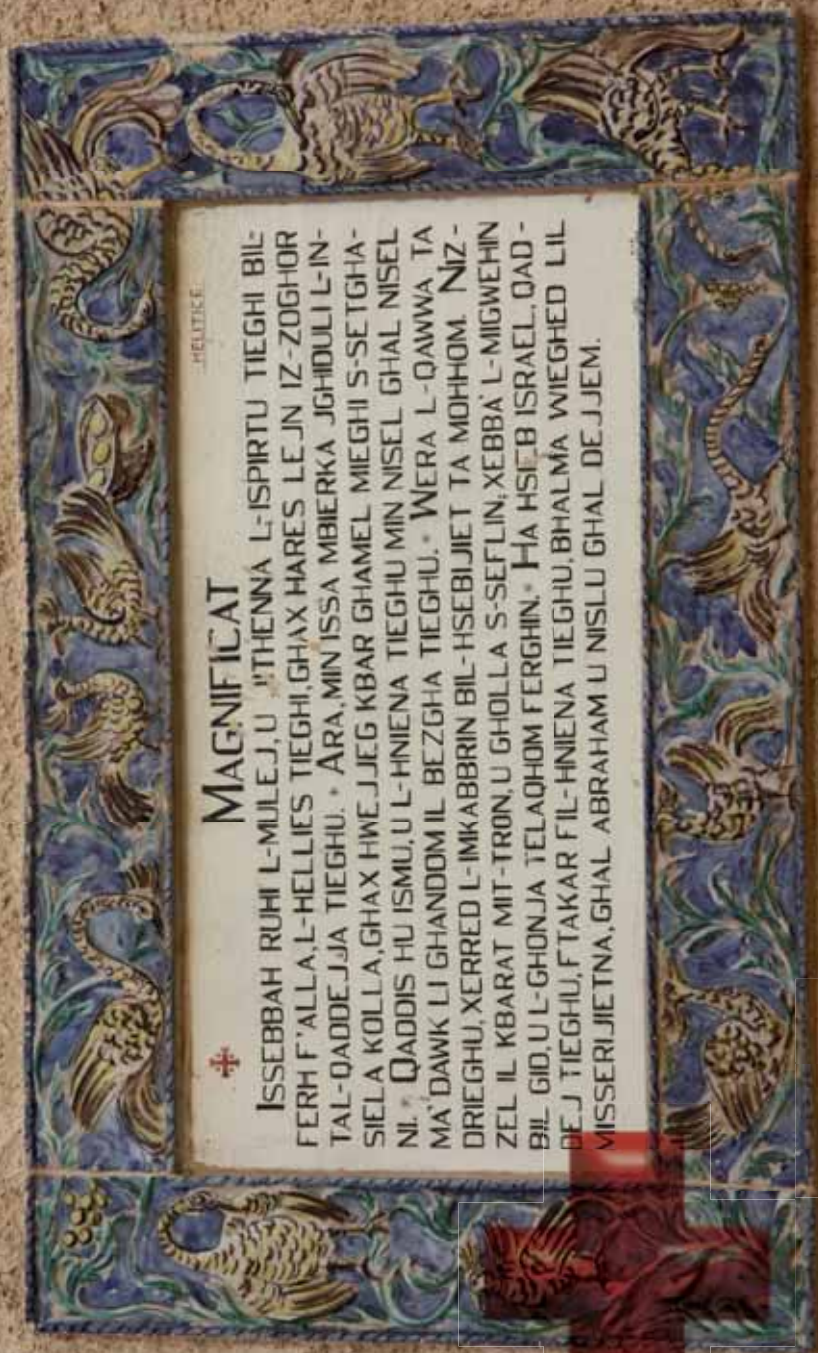 MELITICE
MAGNIFICAT
ISSEBBAH RUHI L-MULEJ, U JITHENNA L-ISPIRTU TIEGHI BIL-
FERH F'ALLA, L-HELLIES TIEGHI, GHAX HARES LEJN IZ-ZOGHOR
TAL-QADDEJJA TIEGHU. * ARA, MIN ISSA MBIERKA JGHIDULI L-IN-
SIELA KOLLA, GHAX HWEJJEG KBAR GHAMEL MIEGHI S-SETGHA-
NI. * QADDIS HU ISMU, U L-HNIENA TIEGHU MIN NISEL GHAL NISEL
MA' DAWK LI GHANDOM IL BEZGHA TIEGHU. * WERA L-QAWWA TA
DRIEGHU, XERRED L-IMKABBRIN BIL-HSEBIJIET TA MOHHOM. NIZ-
ZEL IL KBARAT MIT-TRON, U GHOLLA S-SEFLIN, XEBBA' L-MIGWEHIN
BIL GID, U L-GHONJA TELAQHOM FERGHIN. * HA HSIEB ISRAEL, QAD-
DEJ TIEGHU, FTAKAR FIL-HNIENA TIEGHU, BHALMA WIEGHED LIL
MISSERIJIETNA, GHAL ABRAHAM U NISLU GHAL DEJJEM.